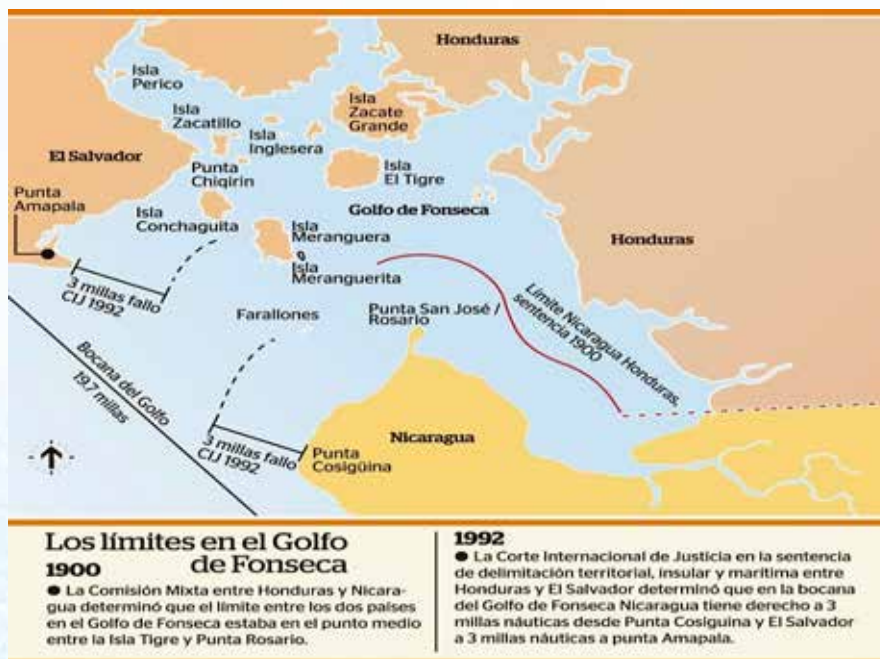 Honduras
Isla
Perico
Isla
Zacatillo
Isla
Inglesera
Isla
Zacate
Grande
El Salvador
Punta
Chiqirin
Isla
El Tigre
Punta
Amapala
Isla
Conchaguita
Golfo de Fonseca
Isla
Meranguera
Isla
Meranguerita
Honduras
3 millas fallo
CIJ 1992
Farallones
Punta San José /
Rosario
Límite Nicaragua Honduras,
sentencia 1900
Bocana del Golfo
19.7 millas
3 millas fallo
CIJ 1992
Punta
Cosigüina
Nicaragua
Los límites en el Golfo
de Fonseca
1900
● La Comisión Mixta entre Honduras y Nicara-
gua determinó que el límite entre los dos países
en el Golfo de Fonseca estaba en el punto medio
entre la Isla Tigre y Punta Rosario.
1992
● La Corte Internacional de Justicia en la sentencia
de delimitación territorial, insular y marítima entre
Honduras y El Salvador determinó que en la bocana
del Golfo de Fonseca Nicaragua tiene derecho a 3
millas náuticas desde Punta Cosiguina y El Salvador
a 3 millas náuticas a punta Amapala.